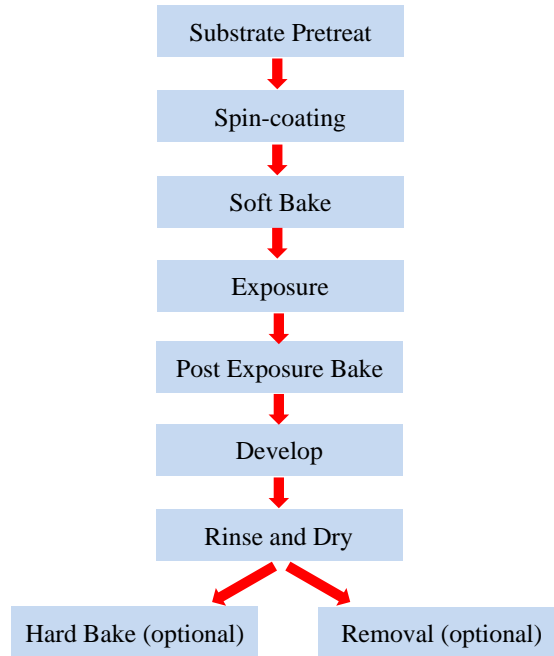 Substrate Pretreat
Spin-coating
Soft Bake
Exposure
Post Exposure Bake
Develop
Rinse and Dry
Hard Bake (optional)
Removal (optional)